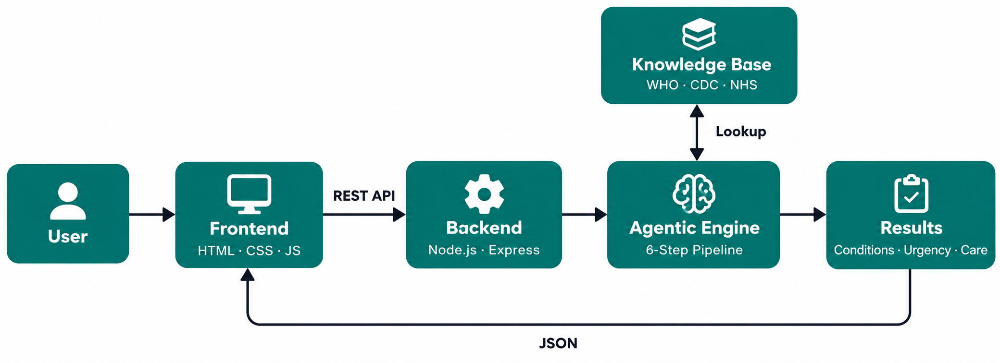 Knowledge Base
WHO · CDC · NHS
Lookup
User
Frontend
HTML · CSS · JS
REST API
Backend
Node.js · Express
Agentic Engine
6-Step Pipeline
Results
Conditions · Urgency · Care
JSON